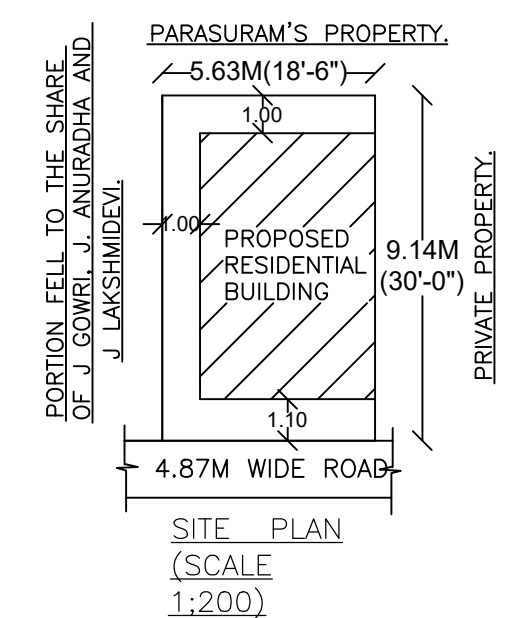 PARASURAM'S PROPERTY.
5.63M(18'-6")
1.00
PORTION FELL TO THE SHARE
OF J GOWRI, J. ANURADHA AND
J LAKSHMIDEVI.
1.00
PROPOSED
RESIDENTIAL
BUILDING
9.14M
(30'-0")
PRIVATE PROPERTY.
1.10
4.87M WIDE ROAD
SITE PLAN
(SCALE
1;200)